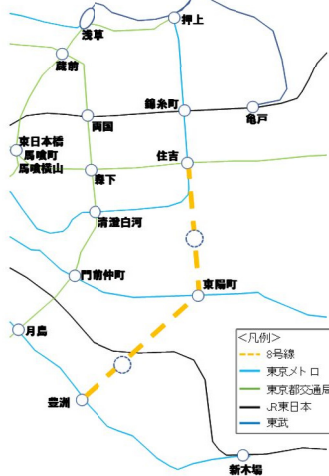 押上
浅草
蔵前
錦糸町
亀戸
両国
東日本橋
馬喰町
馬喰横山
住吉
森下
清澄白河
門前仲町
東陽町
月島
豊洲
新木場
<凡例>
8号線
東京メトロ
東京都交通局
JR東日本
東武